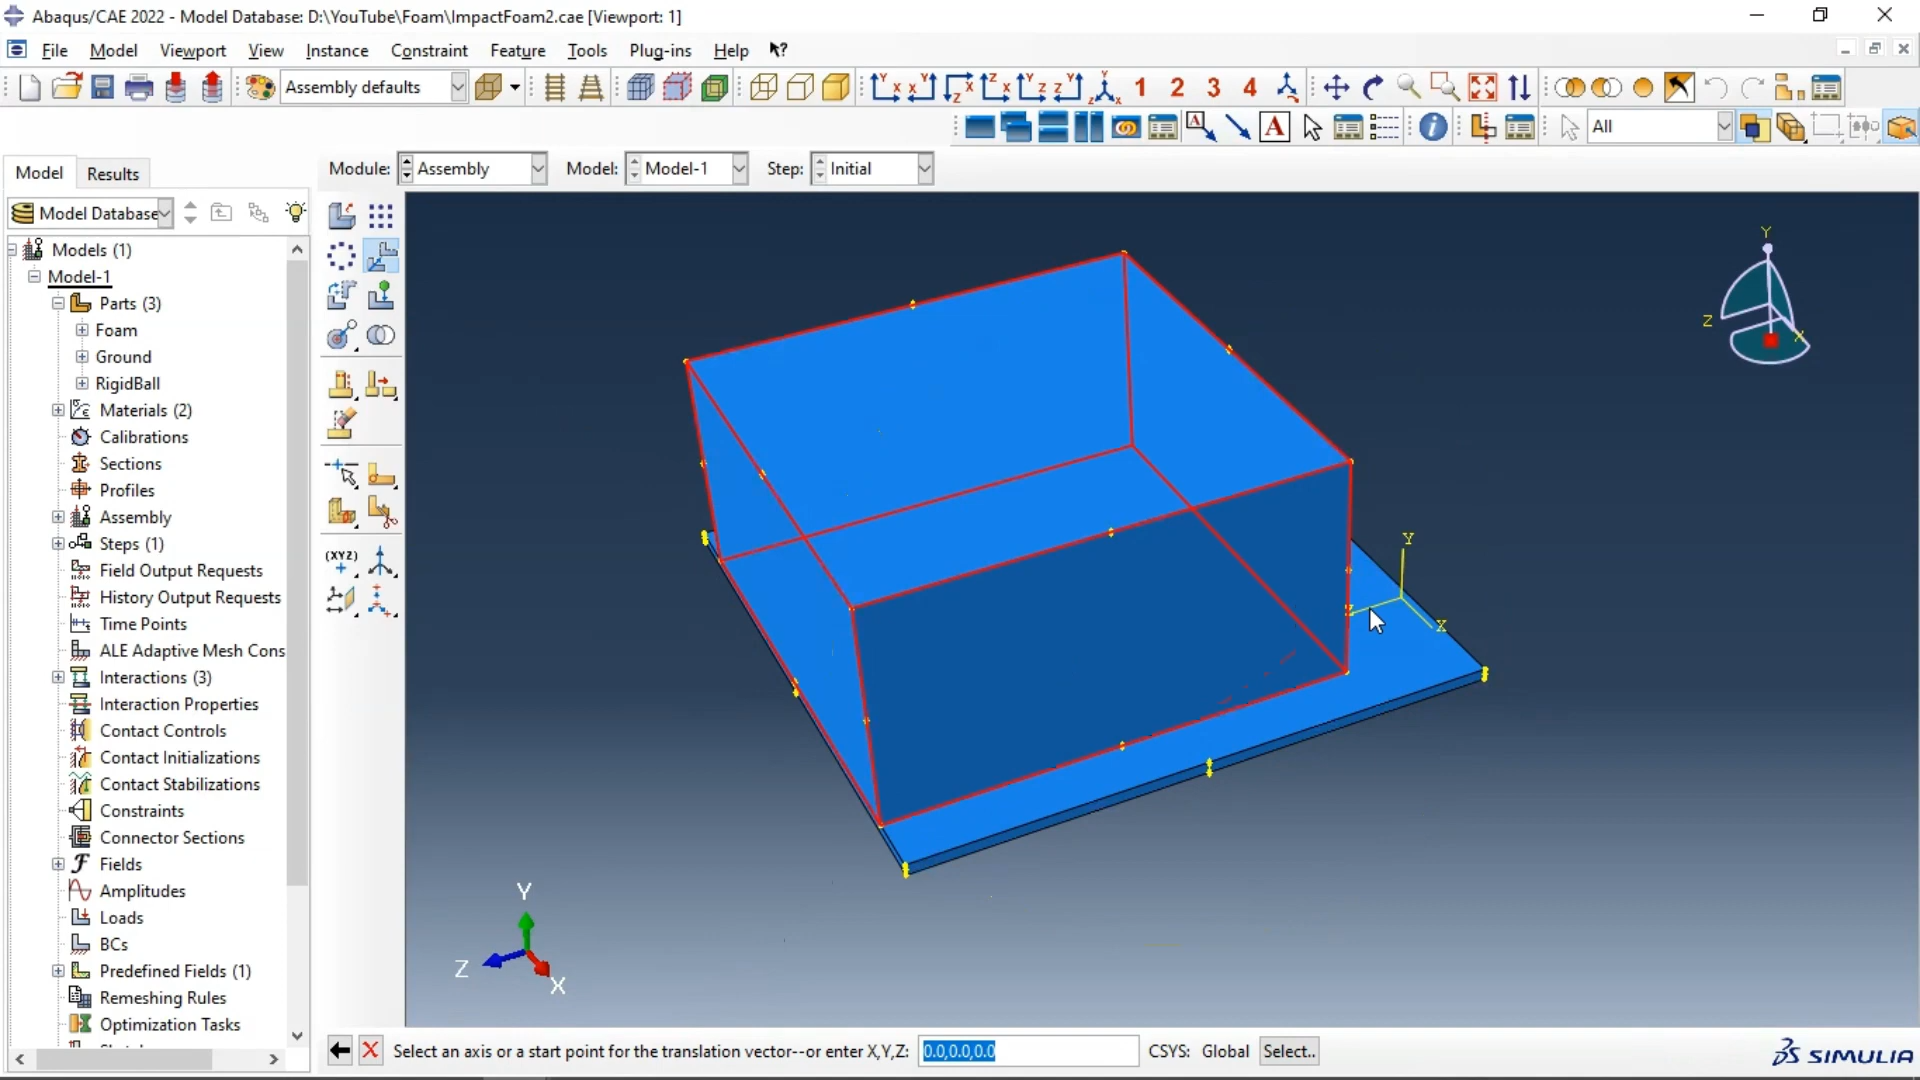 Abaqus/CAE 2022 - Model Database: D:\YouTube\Foam\ImpactFoam2.cae [Viewport: 1]
File Model Viewport View Instance Constraint Feature Tools Plug-ins Help
Assembly defaults
1 2 3 4
A
All
Model Results
Module: Assembly Model: Model-1 Step: Initial
Model Database
Models (1)
Model-1
Parts (3)
Foam
Ground
RigidBall
Materials (2)
Calibrations
Sections
Profiles
Assembly
Steps (1)
Field Output Requests
History Output Requests
Time Points
ALE Adaptive Mesh Cons
Interactions (3)
Interaction Properties
Contact Controls
Contact Initializations
Contact Stabilizations
Constraints
Connector Sections
Fields
Amplitudes
Loads
BCs
Predefined Fields (1)
Remeshing Rules
Optimization Tasks
(XYZ)
Y
Z
X
Y
X
Y
Z
X
Select an axis or a start point for the translation vector--or enter X,Y,Z: 0.0,0.0,0.0 CSYS: Global Select..
SIMULIA